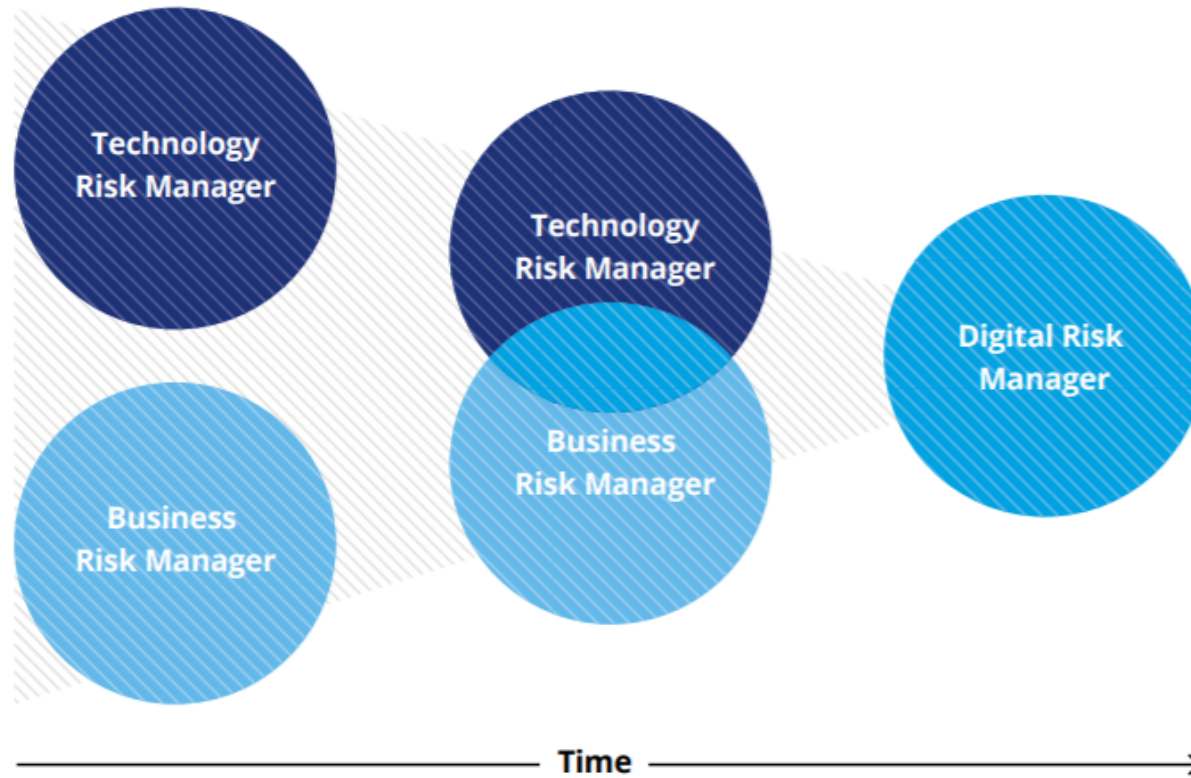 Technology
Risk Manager
Business
Risk Manager
Technology
Risk Manager
Business
Risk Manager
Digital Risk
Manager
Time